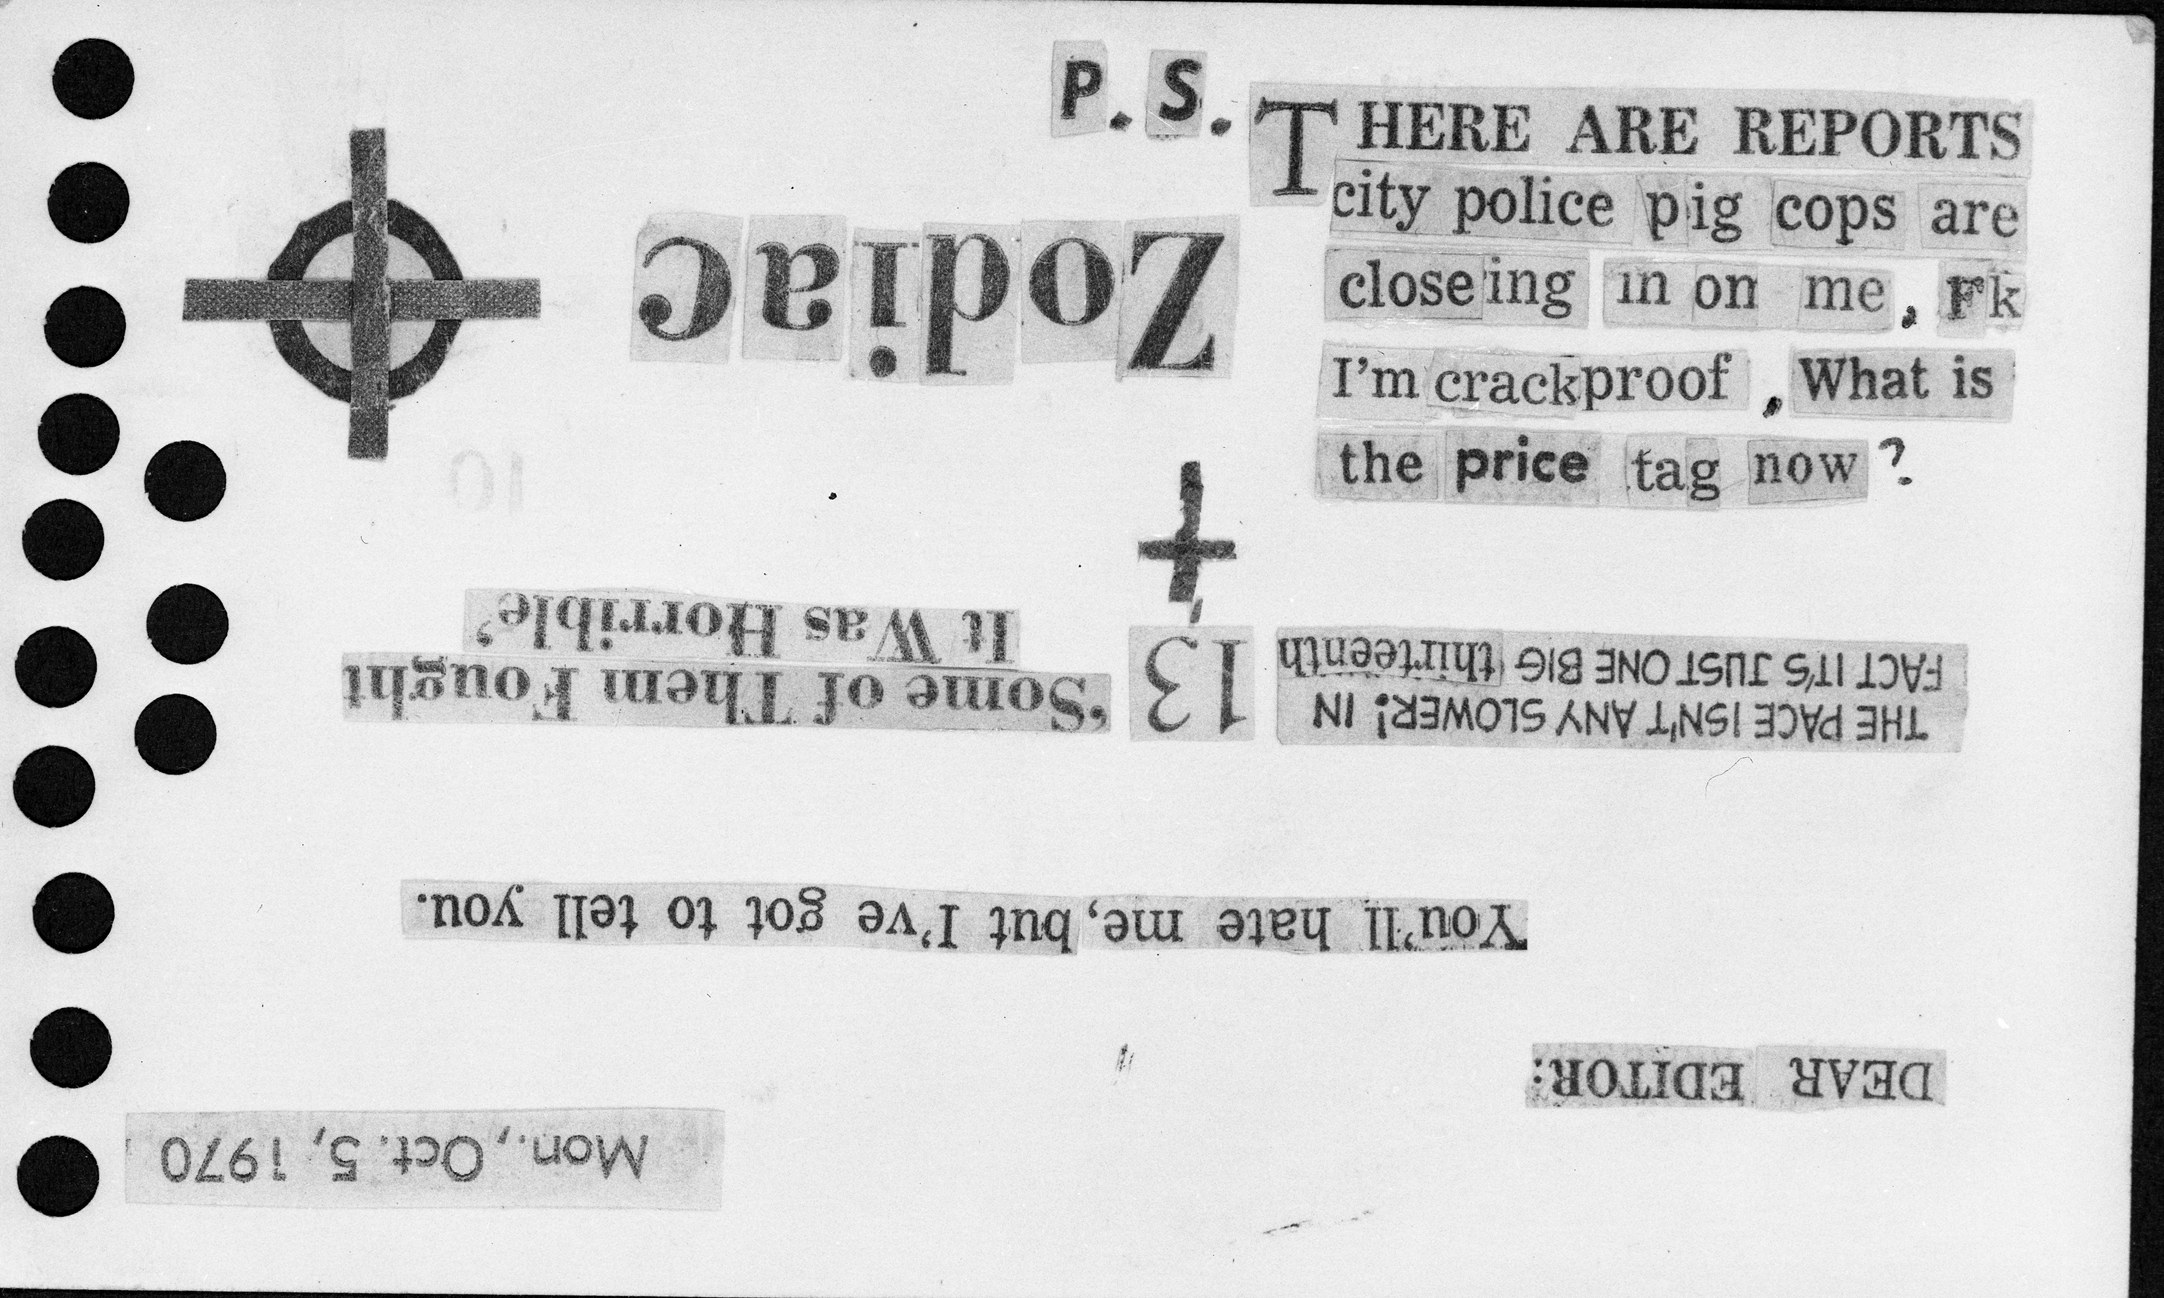 Mon., Oct. 5, 1970
DEAR EDITOR:
You'll hate me, but I've got to tell you.
THE PACE ISN'T ANY SLOWER! IN
FACT IT'S JUST ONE BIG thirteenth
13
'Some of Them Fought
It Was Horrible'
Zodiac
P.S. THERE ARE REPORTS
city police pig cops are
closeing in on me, Fk
I'm crackproof, What is
the price tag now?
10